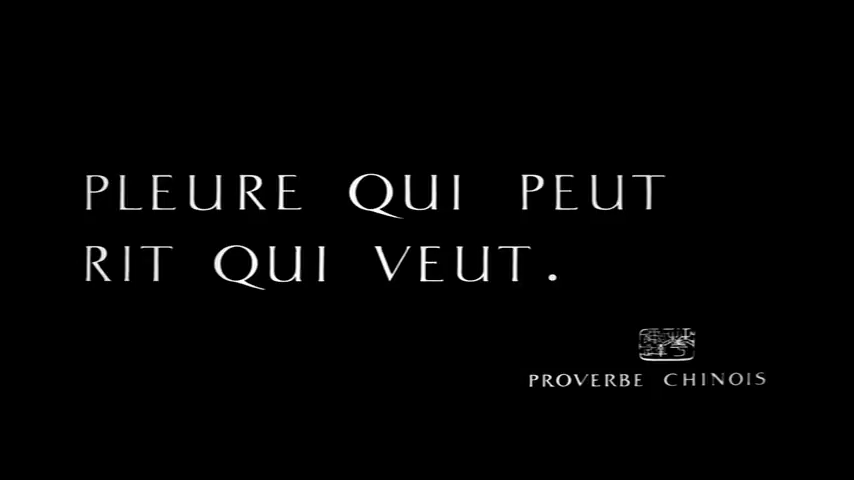 PLEURE QUI PEUT
RIT QUI VEUT.
PROVERBE CHINOIS